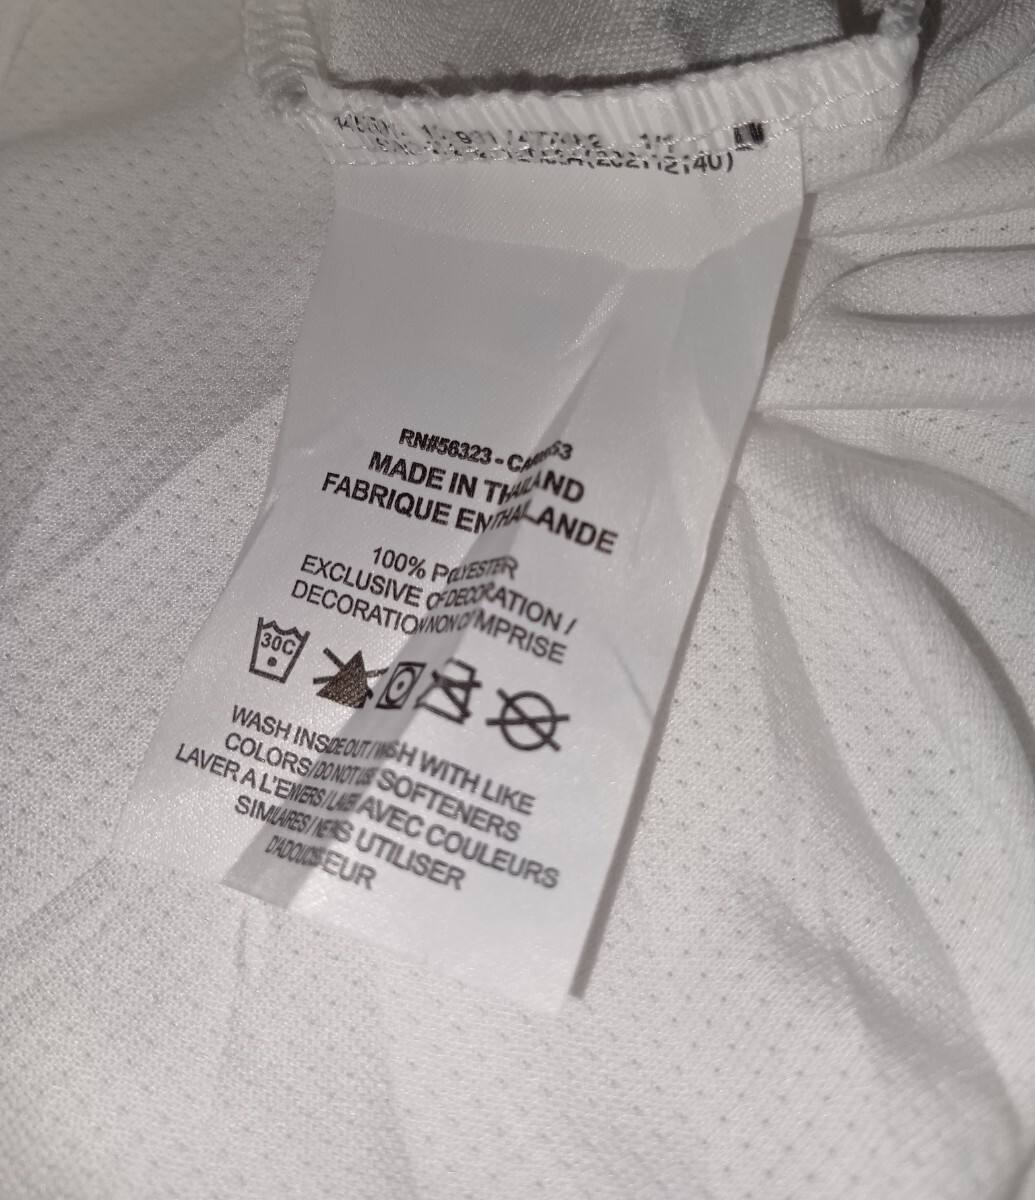 1/1
RN#56323 -
MADE IN THAILAND
FABRIQUE EN THAILANDE
100% POLYESTER
EXCLUSIVE OF DECORATION /
DECORATION NON COMPRISE
30C
WASH INSIDE OUT / WASH WITH LIKE
COLORS / DO NOT USE SOFTENERS
LAVER A L'ENVERS / LAVER AVEC COULEURS
SIMILAIRES / NE PAS UTILISER
D'ADOUCISSEUR